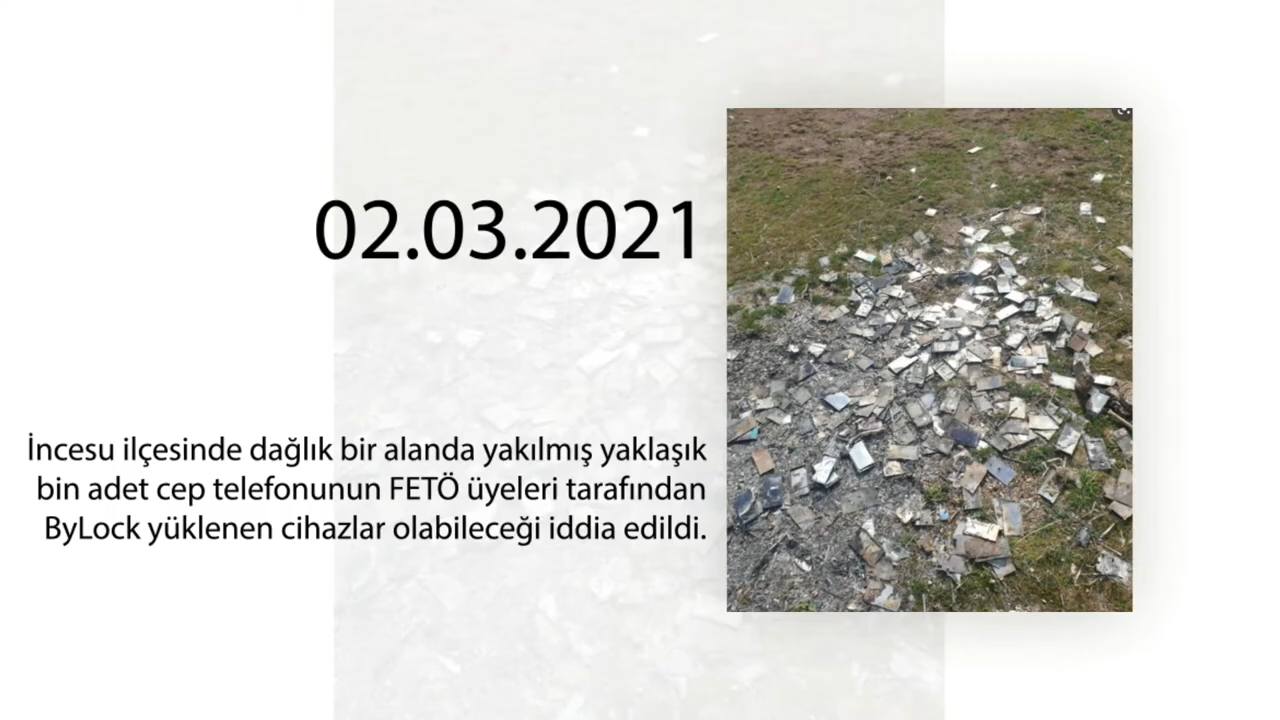 02.03.2021
İncesu ilçesinde dağlık bir alanda yakılmış yaklaşık
bin adet cep telefonunun FETÖ üyeleri tarafından
ByLock yüklenen cihazlar olabileceği iddia edildi.